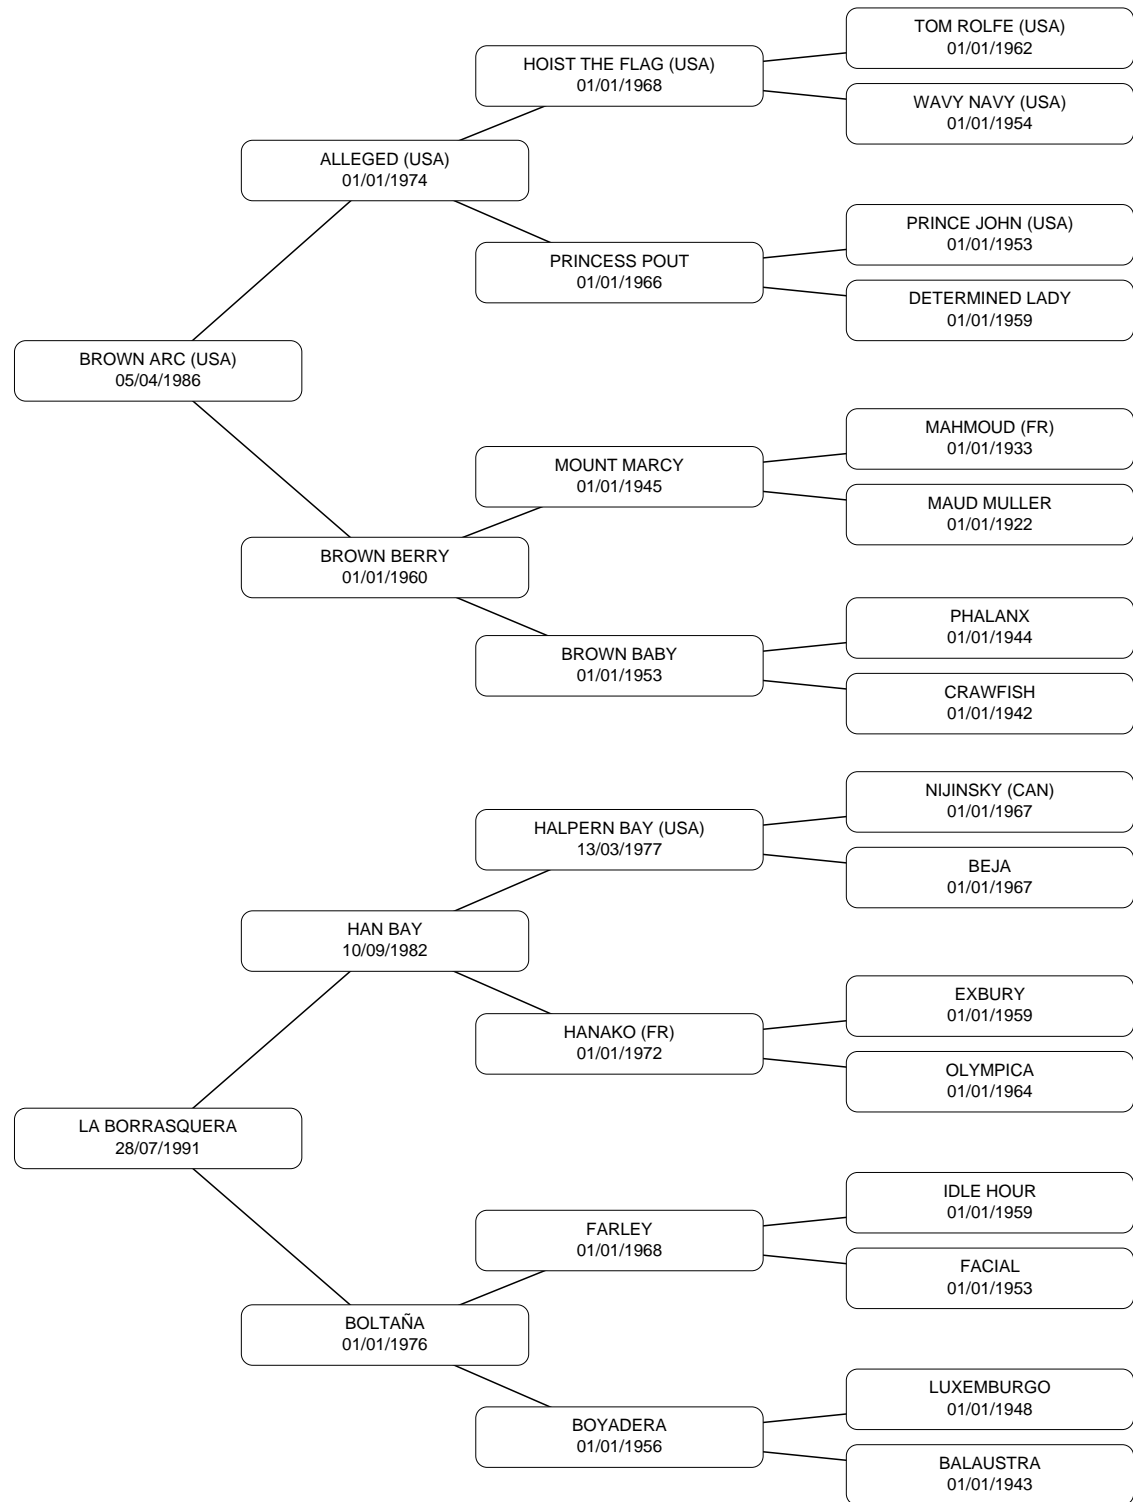 TOM ROLFE (USA)
01/01/1962
HOIST THE FLAG (USA)
01/01/1968
WAVY NAVY (USA)
01/01/1954
ALLEGED (USA)
01/01/1974
PRINCE JOHN (USA)
01/01/1953
PRINCESS POUT
01/01/1966
DETERMINED LADY
01/01/1959
BROWN ARC (USA)
05/04/1986
MAHMOUD (FR)
01/01/1933
MOUNT MARCY
01/01/1945
MAUD MULLER
01/01/1922
BROWN BERRY
01/01/1960
PHALANX
01/01/1944
BROWN BABY
01/01/1953
CRAWFISH
01/01/1942
NIJINSKY (CAN)
01/01/1967
HALPERN BAY (USA)
13/03/1977
BEJA
01/01/1967
HAN BAY
10/09/1982
EXBURY
01/01/1959
HANAKO (FR)
01/01/1972
OLYMPICA
01/01/1964
LA BORRASQUERA
28/07/1991
IDLE HOUR
01/01/1959
FARLEY
01/01/1968
FACIAL
01/01/1953
BOLTAÑA
01/01/1976
LUXEMBURGO
01/01/1948
BOYADERA
01/01/1956
BALAUSTRA
01/01/1943